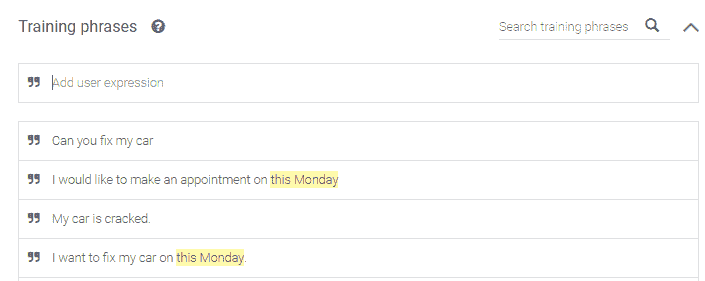 Training phrases
Search training phrases
Add user expression
Can you fix my car
I would like to make an appointment on this Monday
My car is cracked.
I want to fix my car on this Monday.